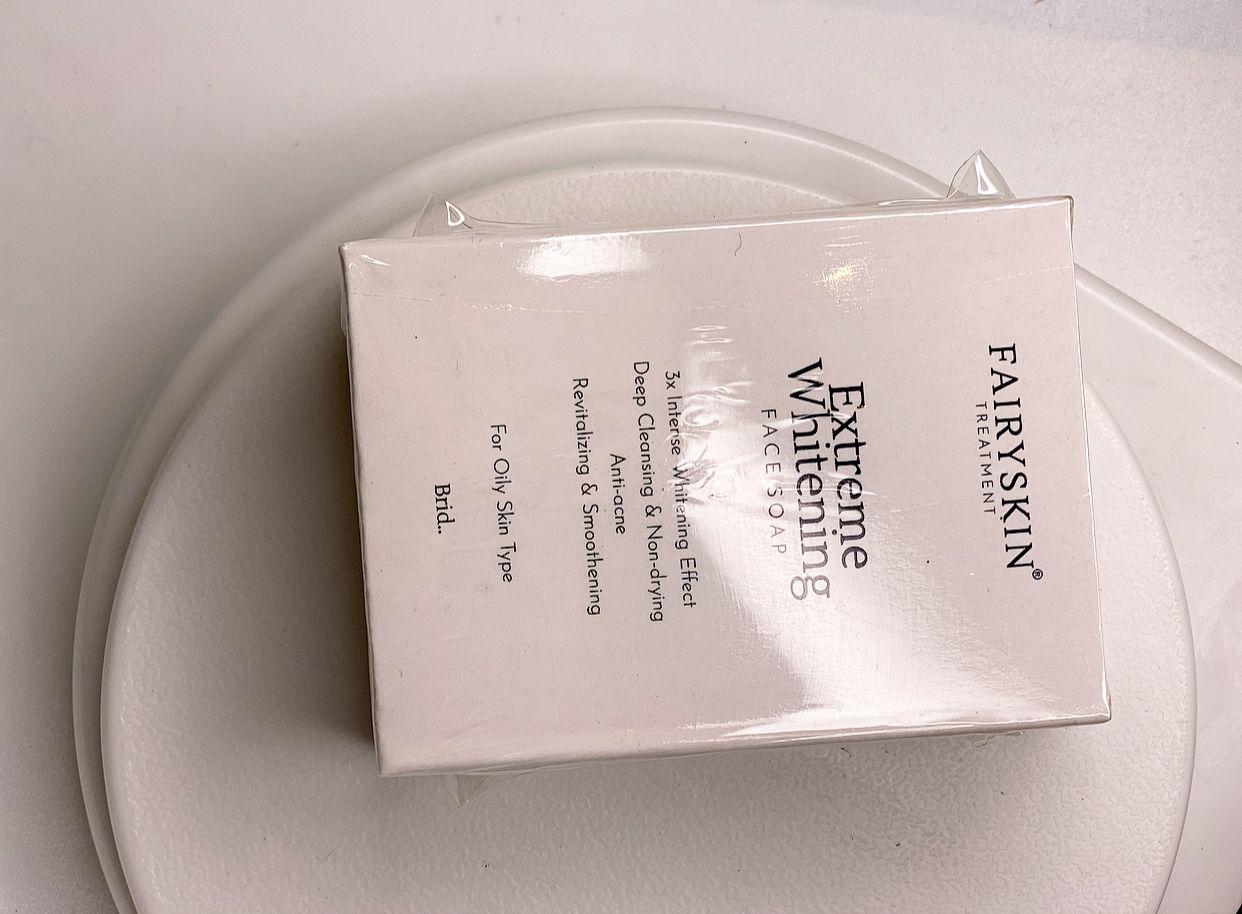 FAIRYSKIN®
TREATMENT
Extreme
Whitening
FACE SOAP
3x Intense Whitening Effect
Deep Cleansing & Non-drying
Anti-acne
Revitalizing & Smoothening
For Oily Skin Type
Brid..